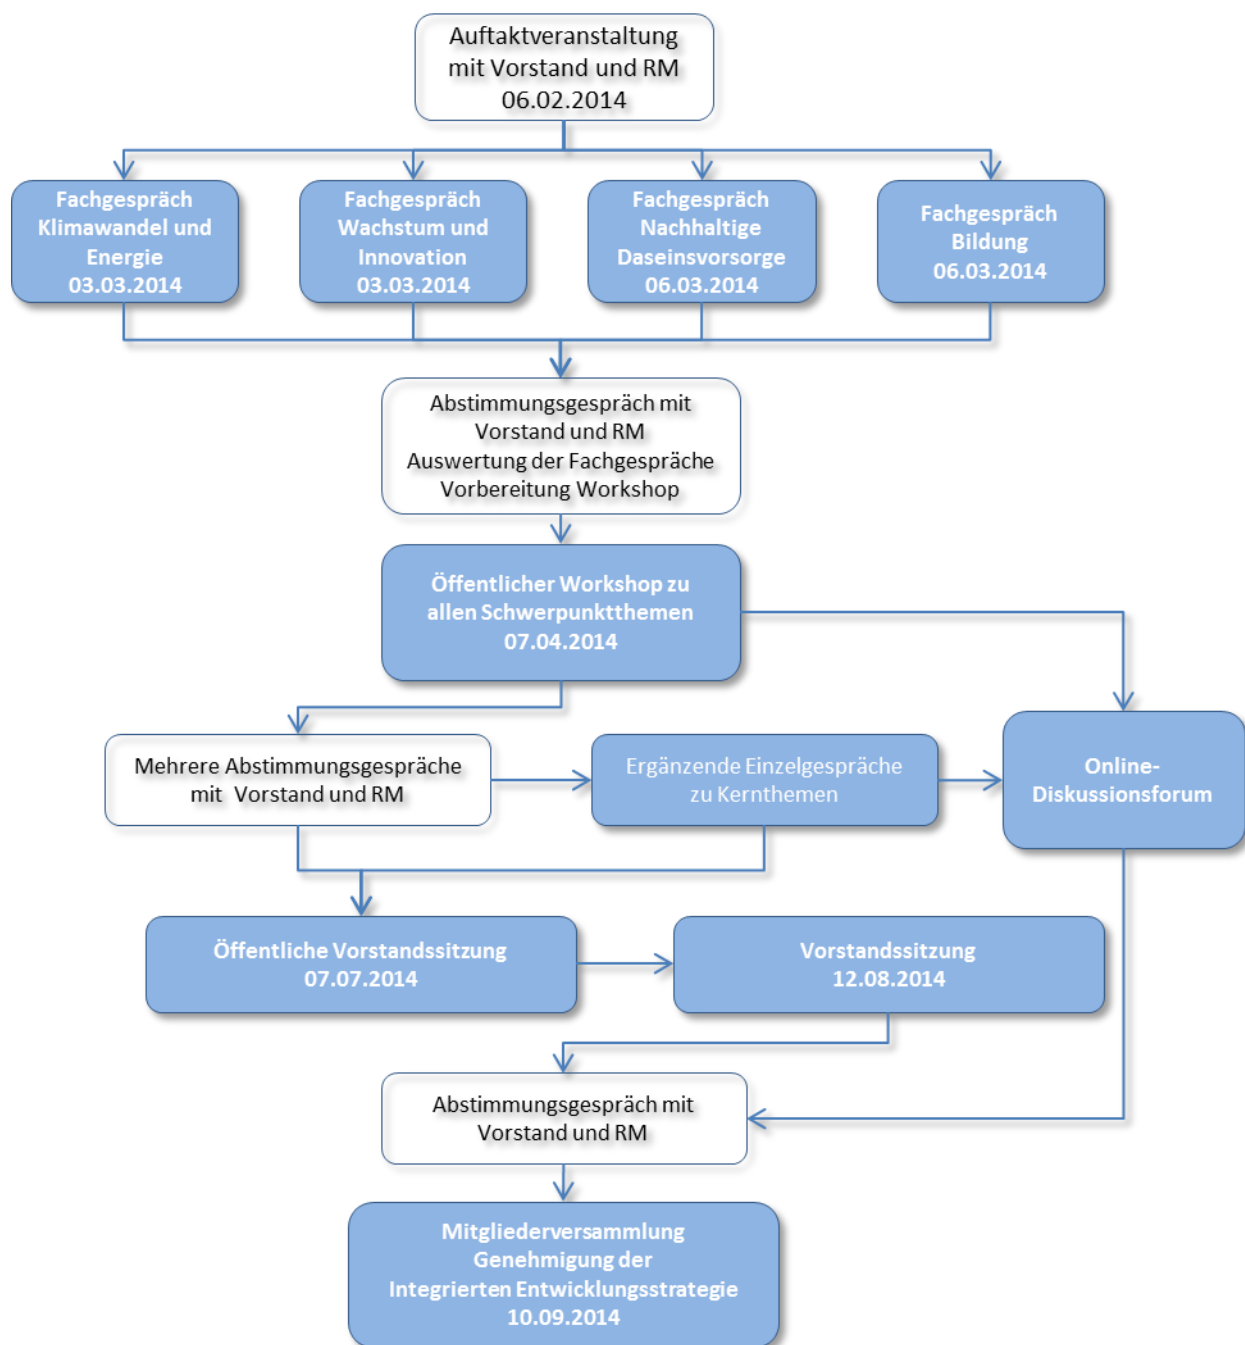 Auftaktveranstaltung
mit Vorstand und RM
06.02.2014
Fachgespräch
Klimawandel und
Energie
03.03.2014
Fachgespräch
Wachstum und
Innovation
03.03.2014
Fachgespräch
Nachhaltige
Daseinsvorsorge
06.03.2014
Fachgespräch
Bildung
06.03.2014
Abstimmungsgespräch mit
Vorstand und RM
Auswertung der Fachgespräche
Vorbereitung Workshop
Öffentlicher Workshop zu
allen Schwerpunktthemen
07.04.2014
Mehrere Abstimmungsgespräche
mit Vorstand und RM
Ergänzende Einzelgespräche
zu Kernthemen
Online-
Diskussionsforum
Öffentliche Vorstandssitzung
07.07.2014
Vorstandssitzung
12.08.2014
Abstimmungsgespräch mit
Vorstand und RM
Mitgliederversammlung
Genehmigung der
Integrierten Entwicklungsstrategie
10.09.2014